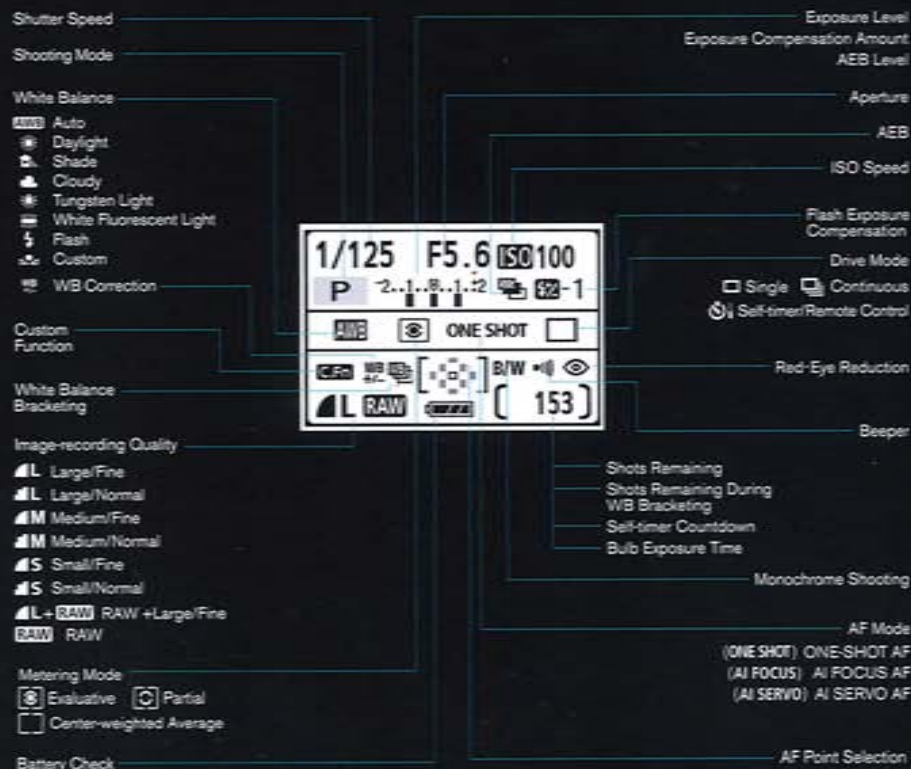 Shutter Speed
Shooting Mode
White Balance
AWB Auto
Daylight
Shade
Cloudy
Tungsten Light
White Fluorescent Light
Flash
Custom
WB Correction
Custom
Function
White Balance
Bracketing
Image-recording Quality
L Large/Fine
L Large/Normal
M Medium/Fine
M Medium/Normal
S Small/Fine
S Small/Normal
L+RAW RAW +Large/Fine
RAW RAW
Metering Mode
Evaluative Partial
Center-weighted Average
Battery Check
1/125 F5.6 ISO 100
P -2..1..0..1..+2 -1
AWB ONE SHOT
C.Fn WB +/- B/W
L RAW [ 153 ]
Exposure Level
Exposure Compensation Amount
AEB Level
Aperture
AEB
ISO Speed
Flash Exposure
Compensation
Drive Mode
Single Continuous
Self-timer/Remote Control
Red-Eye Reduction
Beeper
Shots Remaining
Shots Remaining During
WB Bracketing
Self-timer Countdown
Bulb Exposure Time
Monochrome Shooting
AF Mode
(ONE SHOT) ONE-SHOT AF
(AI FOCUS) AI FOCUS AF
(AI SERVO) AI SERVO AF
AF Point Selection